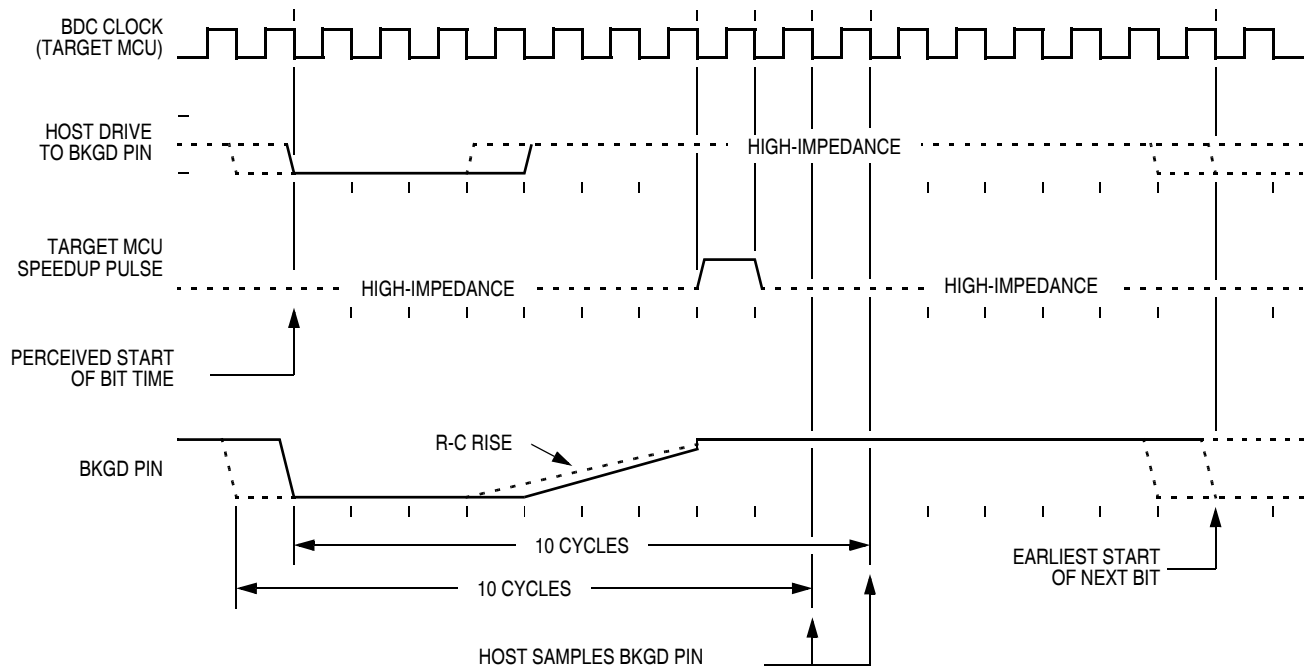 BDC CLOCK
(TARGET MCU)
HOST DRIVE
TO BKGD PIN
HIGH-IMPEDANCE
TARGET MCU
SPEEDUP PULSE
HIGH-IMPEDANCE
HIGH-IMPEDANCE
PERCEIVED START
OF BIT TIME
R-C RISE
BKGD PIN
10 CYCLES
EARLIEST START
OF NEXT BIT
10 CYCLES
HOST SAMPLES BKGD PIN